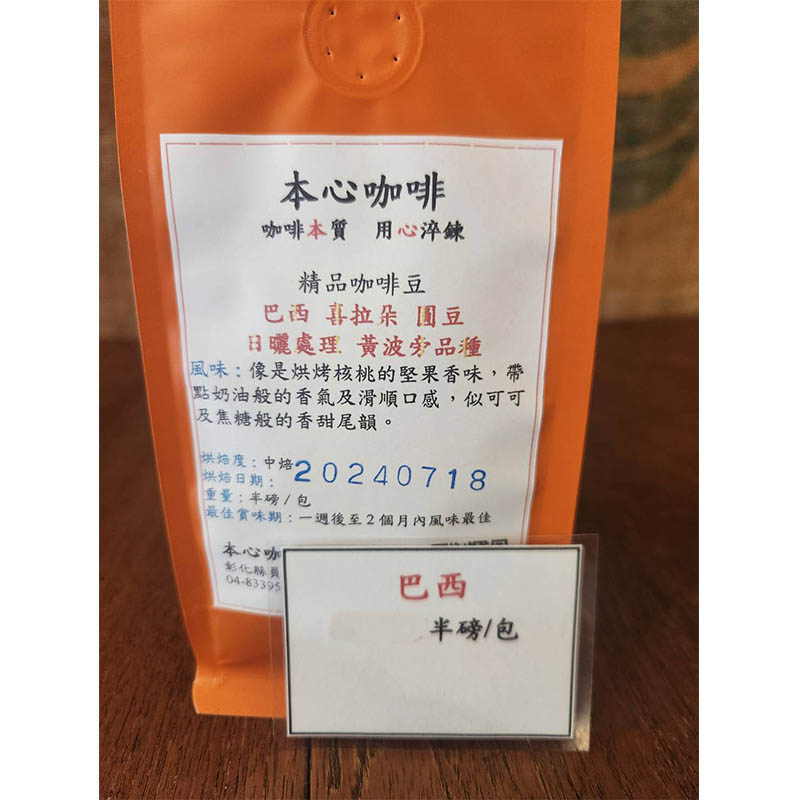 本心咖啡
咖啡本質 用心淬鍊
精品咖啡豆
巴西 喜拉朵 圓豆
日曬處理 黃波旁品種
風味：像是烘烤核桃的堅果香味，帶
點奶油般的香氣及滑順口感，似可可
及焦糖般的香甜尾韻。
烘焙度：中焙
烘焙日期：20240718
重量：半磅/包
最佳賞味期：一週後至2個月內風味最佳
本心咖
彰化縣員
04-83395
巴西
半磅/包